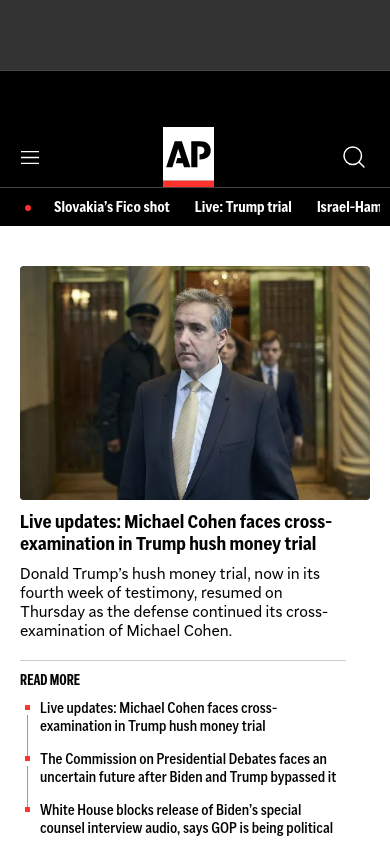 AP
Slovakia’s Fico shot Live: Trump trial Israel-Ham
Live updates: Michael Cohen faces cross-
examination in Trump hush money trial
Donald Trump’s hush money trial, now in its
fourth week of testimony, resumed on
Thursday as the defense continued its cross-
examination of Michael Cohen.
READ MORE
Live updates: Michael Cohen faces cross-
examination in Trump hush money trial
The Commission on Presidential Debates faces an
uncertain future after Biden and Trump bypassed it
White House blocks release of Biden’s special
counsel interview audio, says GOP is being political